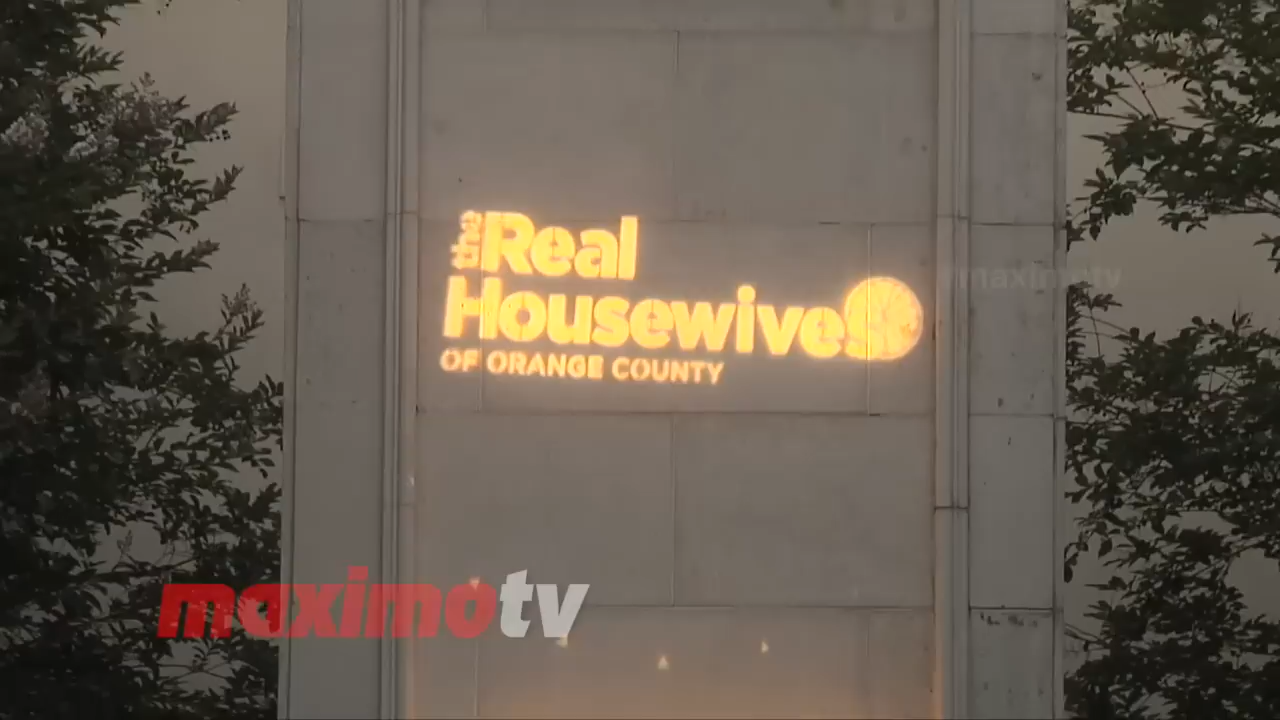 the Real
Housewives
OF ORANGE COUNTY
maximotv
maximotv